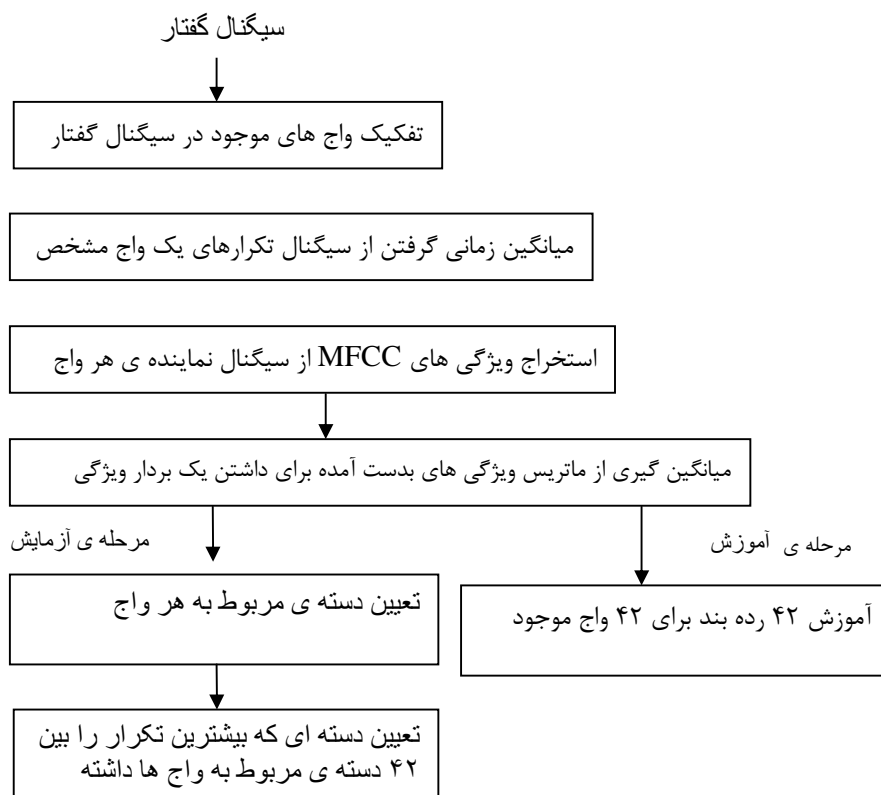 سیگنال گفتار
تفکیک واج های موجود در سیگنال گفتار
میانگین زمانی گرفتن از سیگنال تکرارهای یک واج مشخص
استخراج ویژگی های MFCC از سیگنال نماینده ی هر واج
میانگین گیری از ماتریس ویژگی های بدست آمده برای داشتن یک بردار ویژگی
مرحله ی آموزش
مرحله ی آزمایش
آموزش ۴۲ رده بند برای ۴۲ واج موجود
تعیین دسته ی مربوط به هر واج
تعیین دسته ای که بیشترین تکرار را بین
۴۲ دسته ی مربوط به واج ها داشته